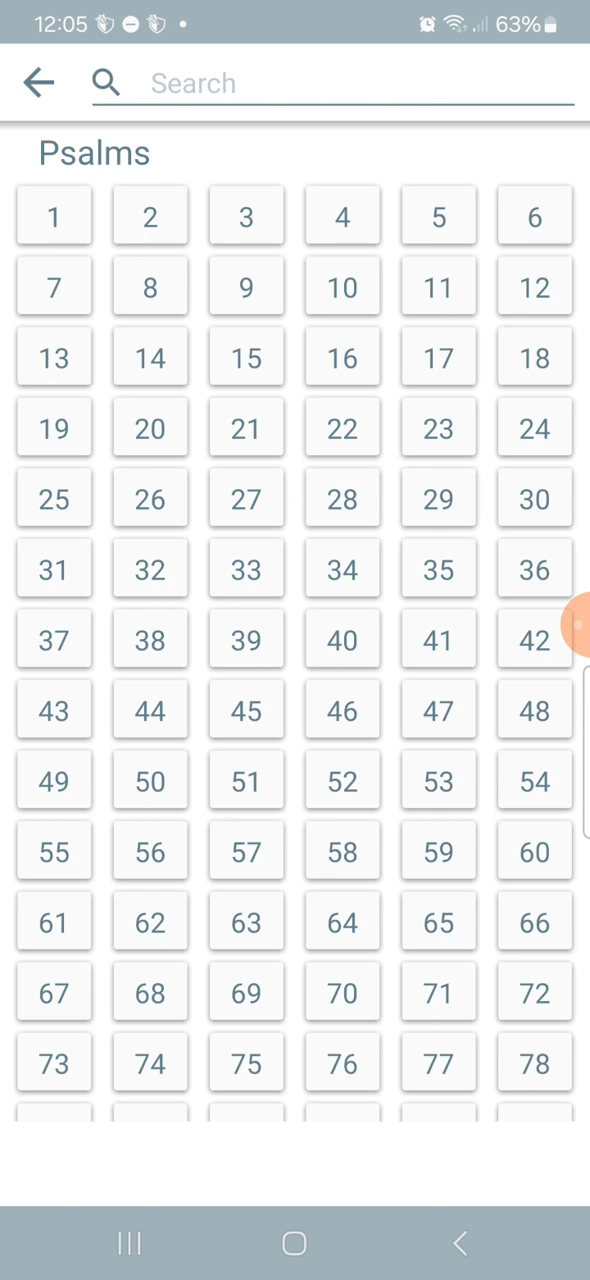 12:05 63%
Search
Psalms
1 2 3 4 5 6
7 8 9 10 11 12
13 14 15 16 17 18
19 20 21 22 23 24
25 26 27 28 29 30
31 32 33 34 35 36
37 38 39 40 41 42
43 44 45 46 47 48
49 50 51 52 53 54
55 56 57 58 59 60
61 62 63 64 65 66
67 68 69 70 71 72
73 74 75 76 77 78